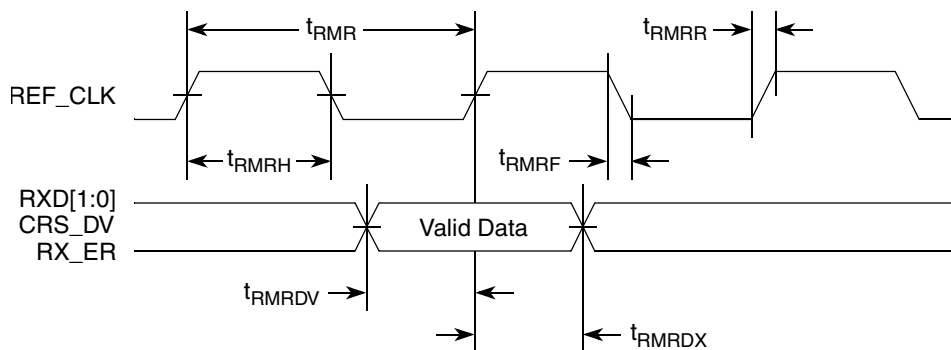 tRMR
tRMRR
REF_CLK
tRMRH
tRMRF
RXD[1:0]
CRS_DV
RX_ER
Valid Data
tRMRDV
tRMRDX